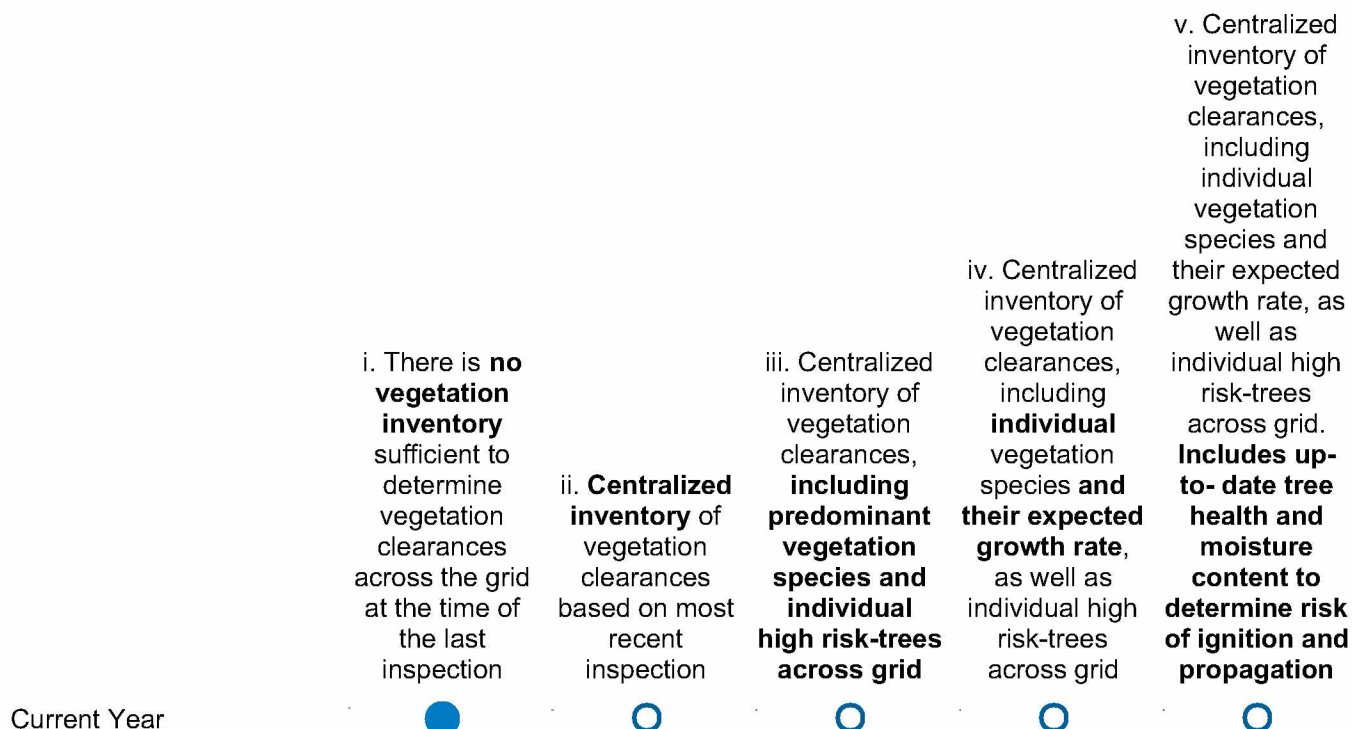 i. There is no
vegetation
inventory
sufficient to
determine
vegetation
clearances
across the grid
at the time of
the last
inspection
ii. Centralized
inventory of
vegetation
clearances
based on most
recent
inspection
iii. Centralized
inventory of
vegetation
clearances,
including
predominant
vegetation
species and
individual
high risk-trees
across grid
iv. Centralized
inventory of
vegetation
clearances,
including
individual
vegetation
species and
their expected
growth rate,
as well as
individual high
risk-trees
across grid
v. Centralized
inventory of
vegetation
clearances,
including
individual
vegetation
species and
their expected
growth rate, as
well as
individual high
risk-trees
across grid.
Includes up-
to- date tree
health and
moisture
content to
determine risk
of ignition and
propagation
Current Year